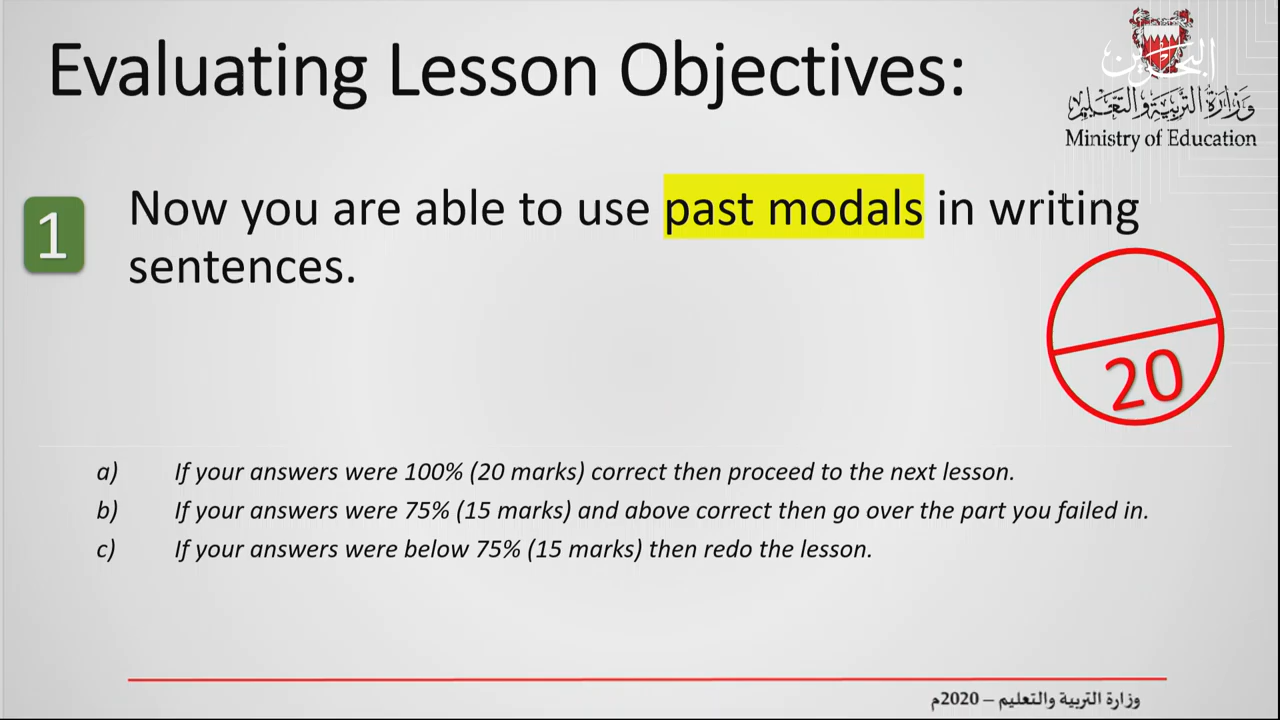 Evaluating Lesson Objectives:
البحرين
وزارة التربية والتعليم
Ministry of Education
1
Now you are able to use past modals in writing
sentences.
20
a) If your answers were 100% (20 marks) correct then proceed to the next lesson.
b) If your answers were 75% (15 marks) and above correct then go over the part you failed in.
c) If your answers were below 75% (15 marks) then redo the lesson.
وزارة التربية والتعليم – 2020م